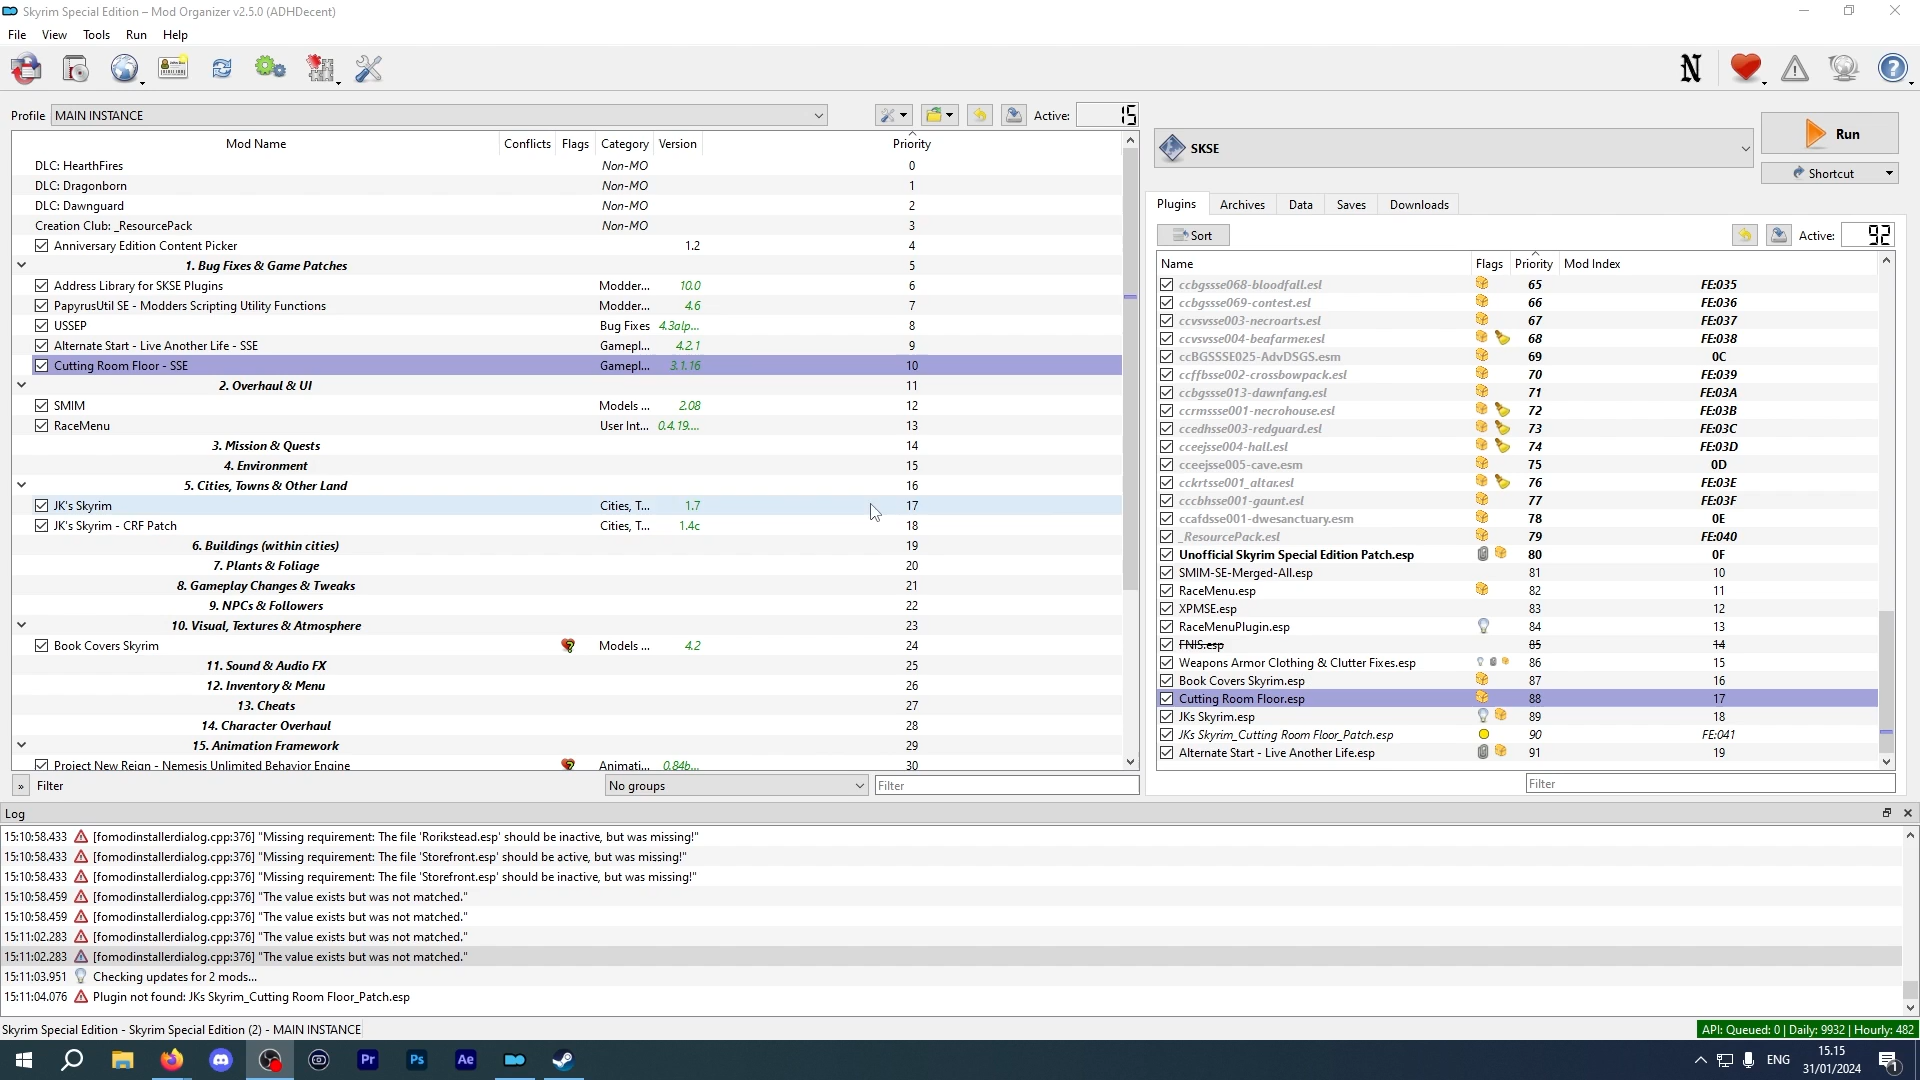 Skyrim Special Edition – Mod Organizer v2.5.0 (ADHDecent)
File View Tools Run Help
N
Profile MAIN INSTANCE Active: 15
Mod Name Conflicts Flags Category Version Priority
DLC: HearthFires Non-MO 0
DLC: Dragonborn Non-MO 1
DLC: Dawnguard Non-MO 2
Creation Club: _ResourcePack Non-MO 3
Anniversary Edition Content Picker 1.2 4
1. Bug Fixes & Game Patches 5
Address Library for SKSE Plugins Modder... 10.0 6
PapyrusUtil SE - Modders Scripting Utility Functions Modder... 4.6 7
USSEP Bug Fixes 4.3alp... 8
Alternate Start - Live Another Life - SSE Gamepl... 4.2.1 9
Cutting Room Floor - SSE Gamepl... 3.1.16 10
2. Overhaul & UI 11
SMIM Models ... 2.08 12
RaceMenu User Int... 0.4.19.... 13
3. Mission & Quests 14
4. Environment 15
5. Cities, Towns & Other Land 16
JK's Skyrim Cities, T... 1.7 17
JK's Skyrim - CRF Patch Cities, T... 1.4c 18
6. Buildings (within cities) 19
7. Plants & Foliage 20
8. Gameplay Changes & Tweaks 21
9. NPCs & Followers 22
10. Visual, Textures & Atmosphere 23
Book Covers Skyrim Models ... 4.2 24
11. Sound & Audio FX 25
12. Inventory & Menu 26
13. Cheats 27
14. Character Overhaul 28
15. Animation Framework 29
Project New Reign - Nemesis Unlimited Behavior Engine Animati... 0.84b... 30
» Filter No groups Filter
SKSE
Run
Shortcut
Plugins Archives Data Saves Downloads
Sort Active: 92
Name Flags Priority Mod Index
ccbgssse068-bloodfall.esl 65 FE:035
ccbgssse069-contest.esl 66 FE:036
ccvsvsse003-necroarts.esl 67 FE:037
ccvsvsse004-beafarmer.esl 68 FE:038
ccBGSSSE025-AdvDSGS.esm 69 0C
ccffbsse002-crossbowpack.esl 70 FE:039
ccbgssse013-dawnfang.esl 71 FE:03A
ccrmssse001-necrohouse.esl 72 FE:03B
ccedhsse003-redguard.esl 73 FE:03C
cceejsse004-hall.esl 74 FE:03D
cceejsse005-cave.esm 75 0D
cckrtsse001_altar.esl 76 FE:03E
cccbhsse001-gaunt.esl 77 FE:03F
ccafdsse001-dwesanctuary.esm 78 0E
_ResourcePack.esl 79 FE:040
Unofficial Skyrim Special Edition Patch.esp 80 0F
SMIM-SE-Merged-All.esp 81 10
RaceMenu.esp 82 11
XPMSE.esp 83 12
RaceMenuPlugin.esp 84 13
FNIS.esp 85 14
Weapons Armor Clothing & Clutter Fixes.esp 86 15
Book Covers Skyrim.esp 87 16
Cutting Room Floor.esp 88 17
JKs Skyrim.esp 89 18
JKs Skyrim_Cutting Room Floor_Patch.esp 90 FE:041
Alternate Start - Live Another Life.esp 91 19
Filter
Log
15:10:58.433 [fomodinstallerdialog.cpp:376] "Missing requirement: The file 'Rorikstead.esp' should be inactive, but was missing!"
15:10:58.433 [fomodinstallerdialog.cpp:376] "Missing requirement: The file 'Storefront.esp' should be active, but was missing!"
15:10:58.433 [fomodinstallerdialog.cpp:376] "Missing requirement: The file 'Storefront.esp' should be inactive, but was missing!"
15:10:58.459 [fomodinstallerdialog.cpp:376] "The value exists but was not matched."
15:10:58.459 [fomodinstallerdialog.cpp:376] "The value exists but was not matched."
15:11:02.283 [fomodinstallerdialog.cpp:376] "The value exists but was not matched."
15:11:02.283 [fomodinstallerdialog.cpp:376] "The value exists but was not matched."
15:11:03.951 Checking updates for 2 mods...
15:11:04.076 Plugin not found: JKs Skyrim_Cutting Room Floor_Patch.esp
Skyrim Special Edition - Skyrim Special Edition (2) - MAIN INSTANCE API: Queued: 0 | Daily: 9932 | Hourly: 482
Pr Ps Ae ENG 15.15
31/01/2024 1